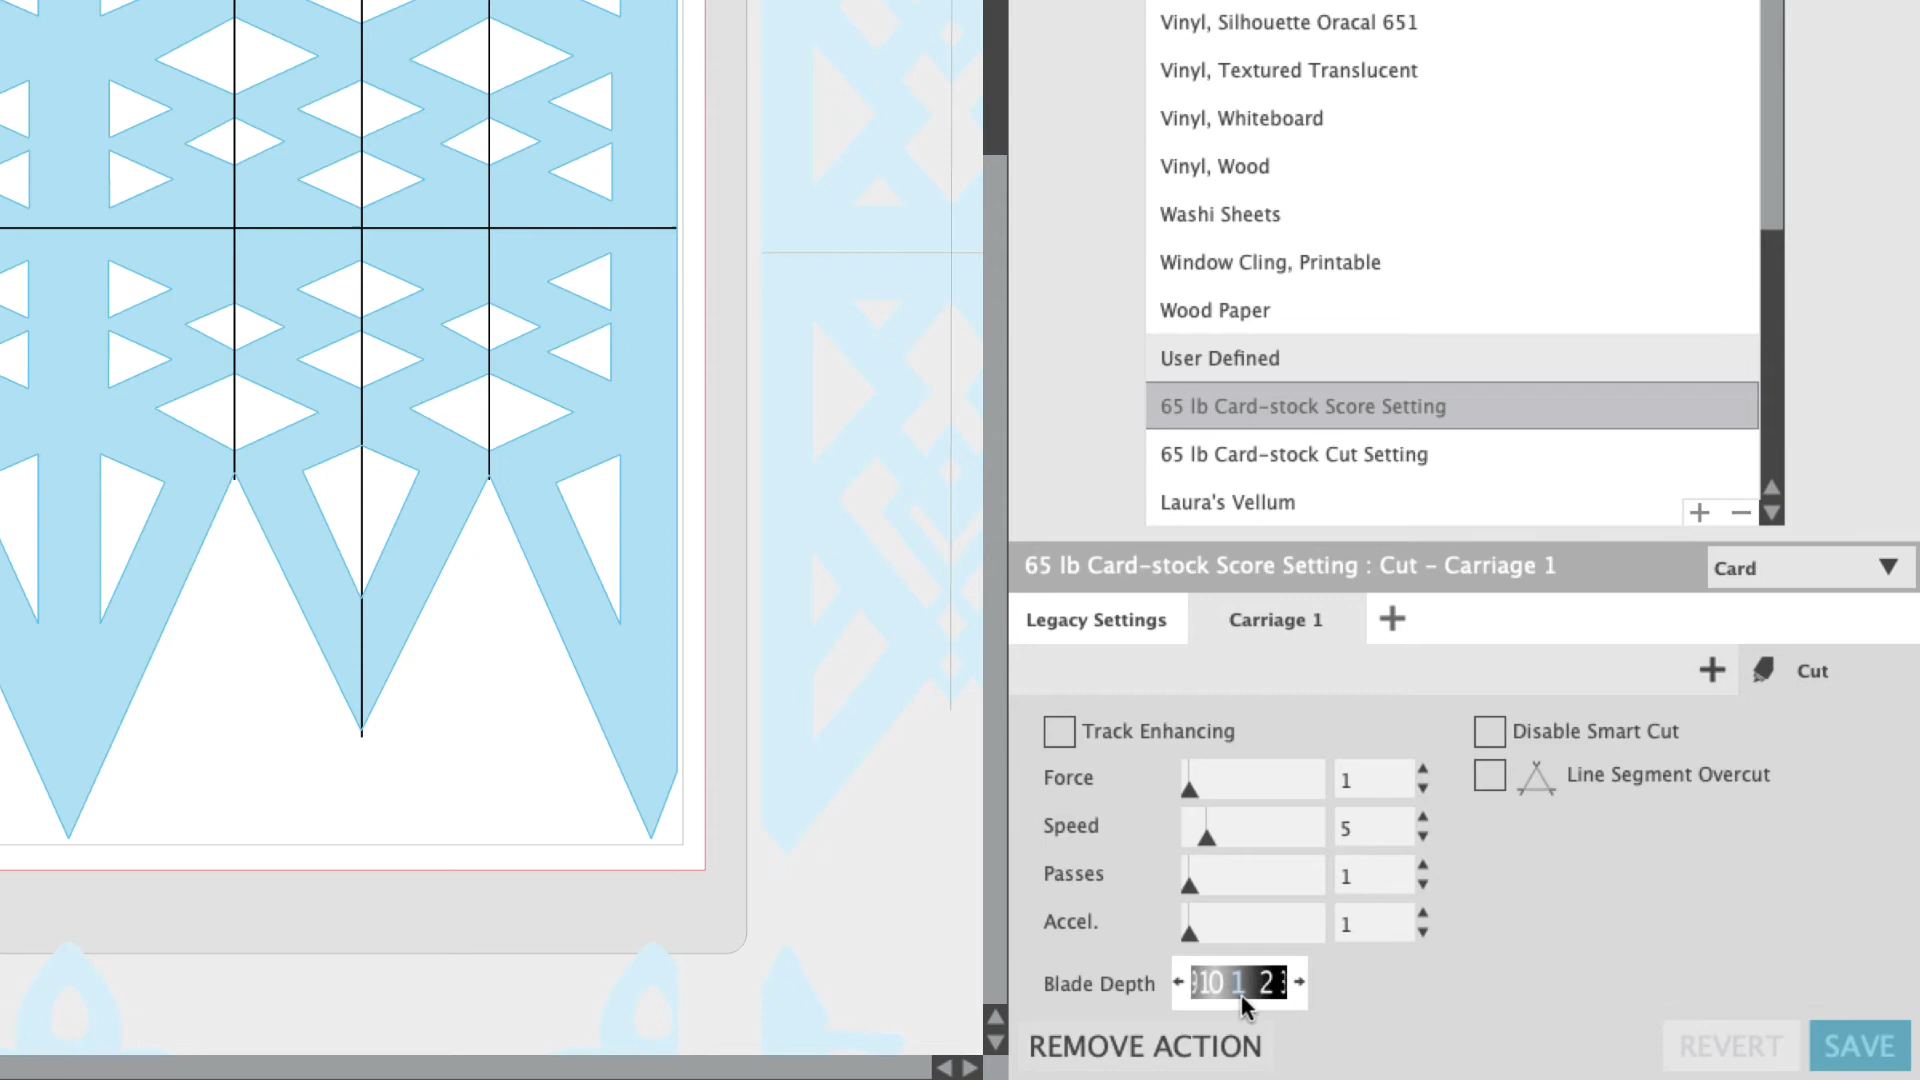 Vinyl, Silhouette Oracal 651
Vinyl, Textured Translucent
Vinyl, Whiteboard
Vinyl, Wood
Washi Sheets
Window Cling, Printable
Wood Paper
User Defined
65 lb Card-stock Score Setting
65 lb Card-stock Cut Setting
Laura's Vellum
65 lb Card-stock Score Setting : Cut - Carriage 1
Card
Legacy Settings
Carriage 1
Cut
Track Enhancing
Disable Smart Cut
Force
1
Line Segment Overcut
Speed
5
Passes
1
Accel.
1
Blade Depth
10 1 2
REMOVE ACTION
REVERT
SAVE